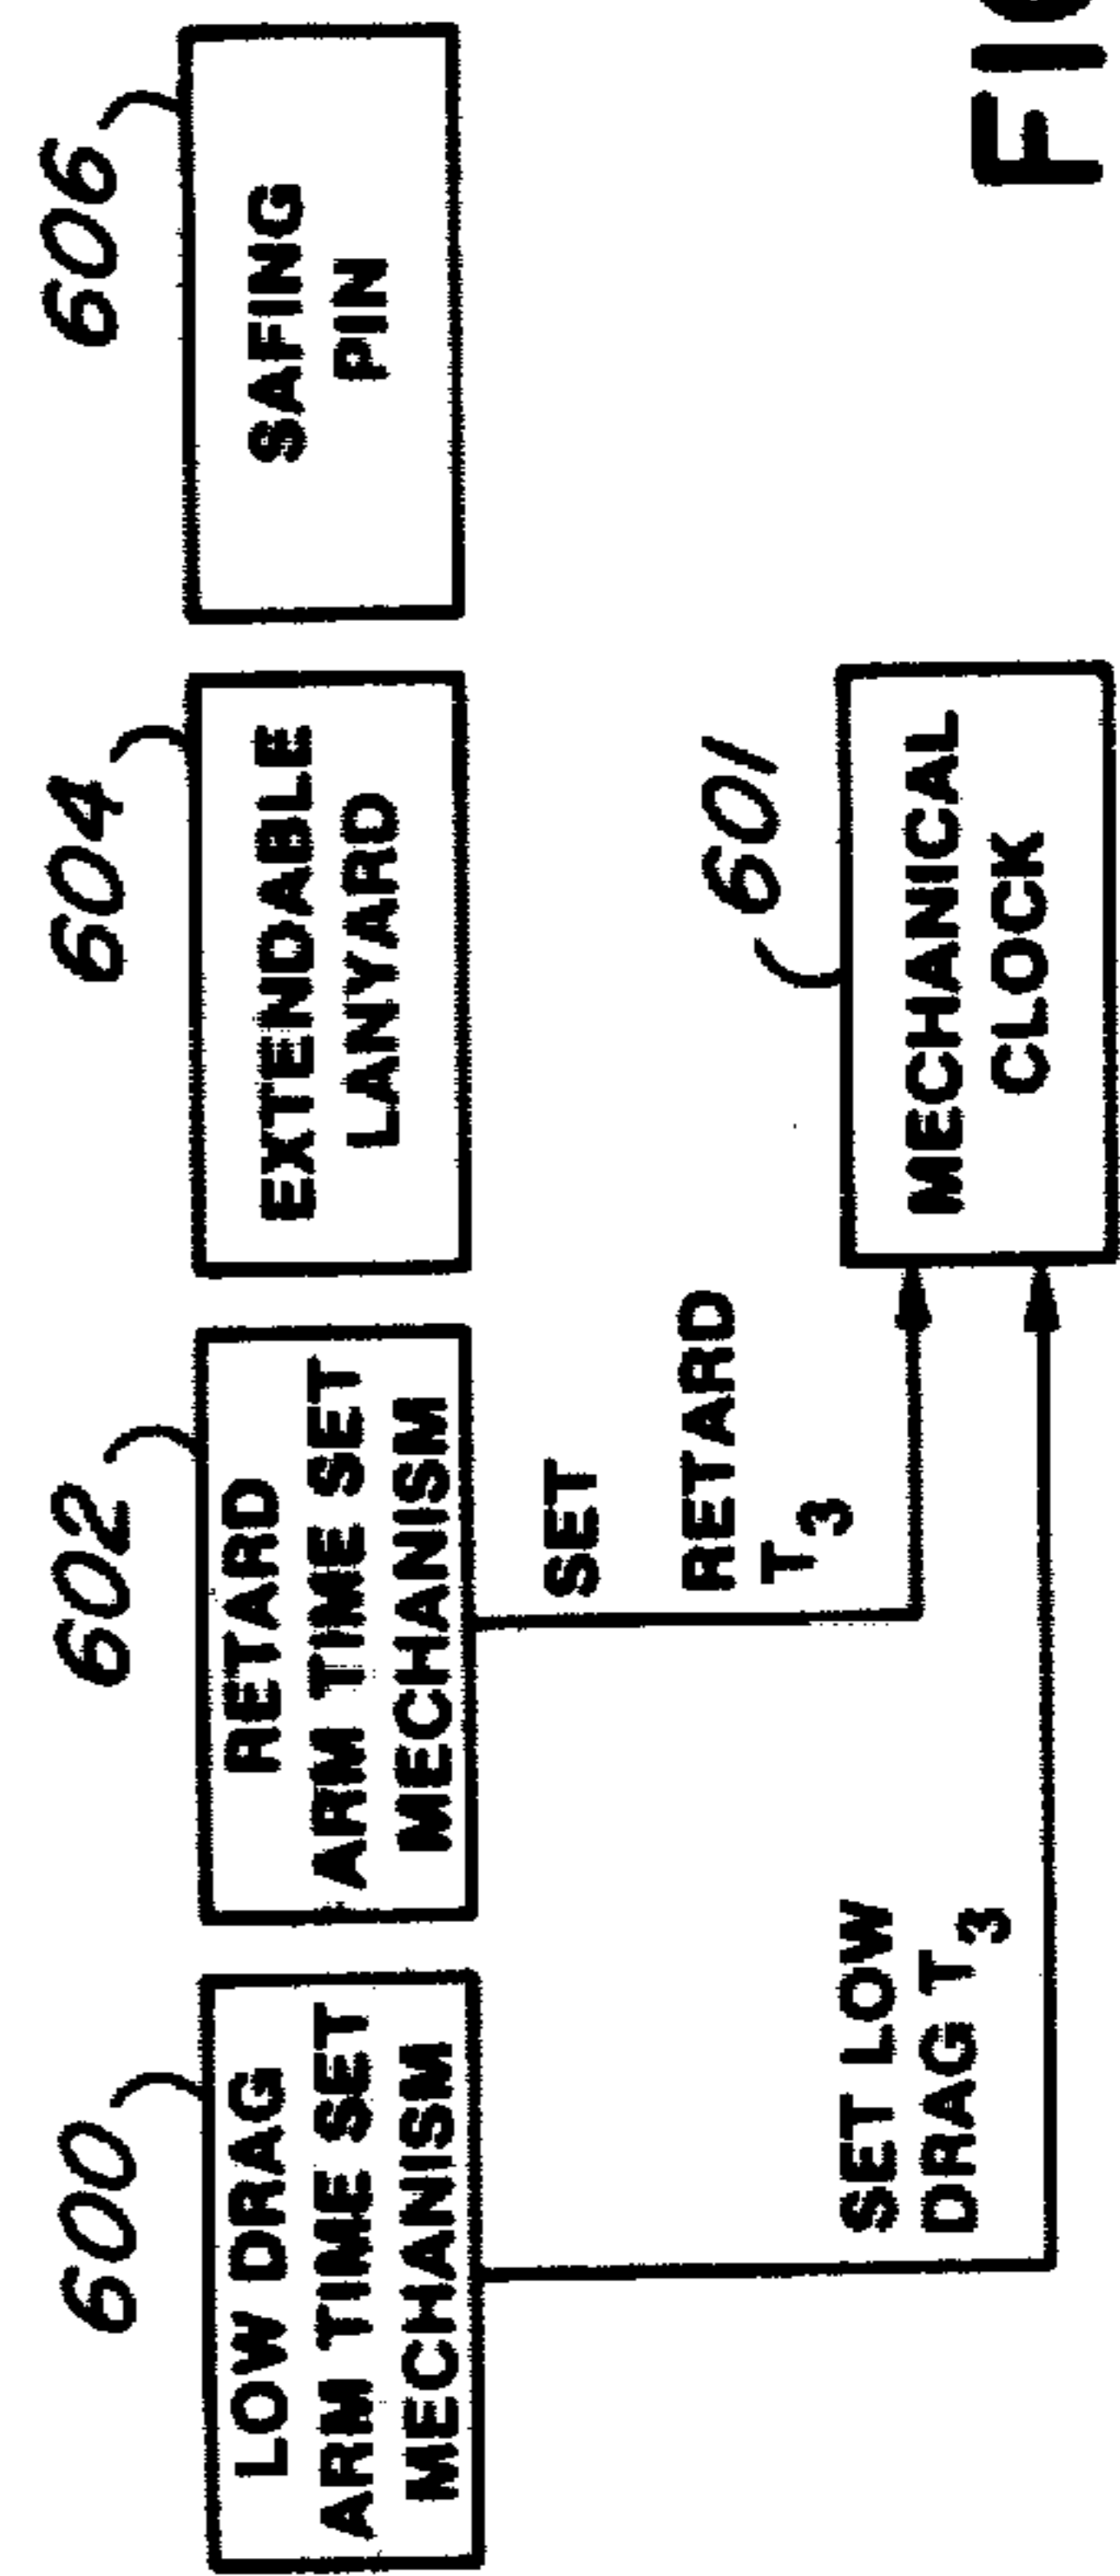 600
602
604
606
LOW DRAG
ARM TIME SET
MECHANISM
RETARD
ARM TIME SET
MECHANISM
EXTENDABLE
LANYARD
SAFING
PIN
SET
RETARD
T3
SET LOW
DRAG T3
601
MECHANICAL
CLOCK